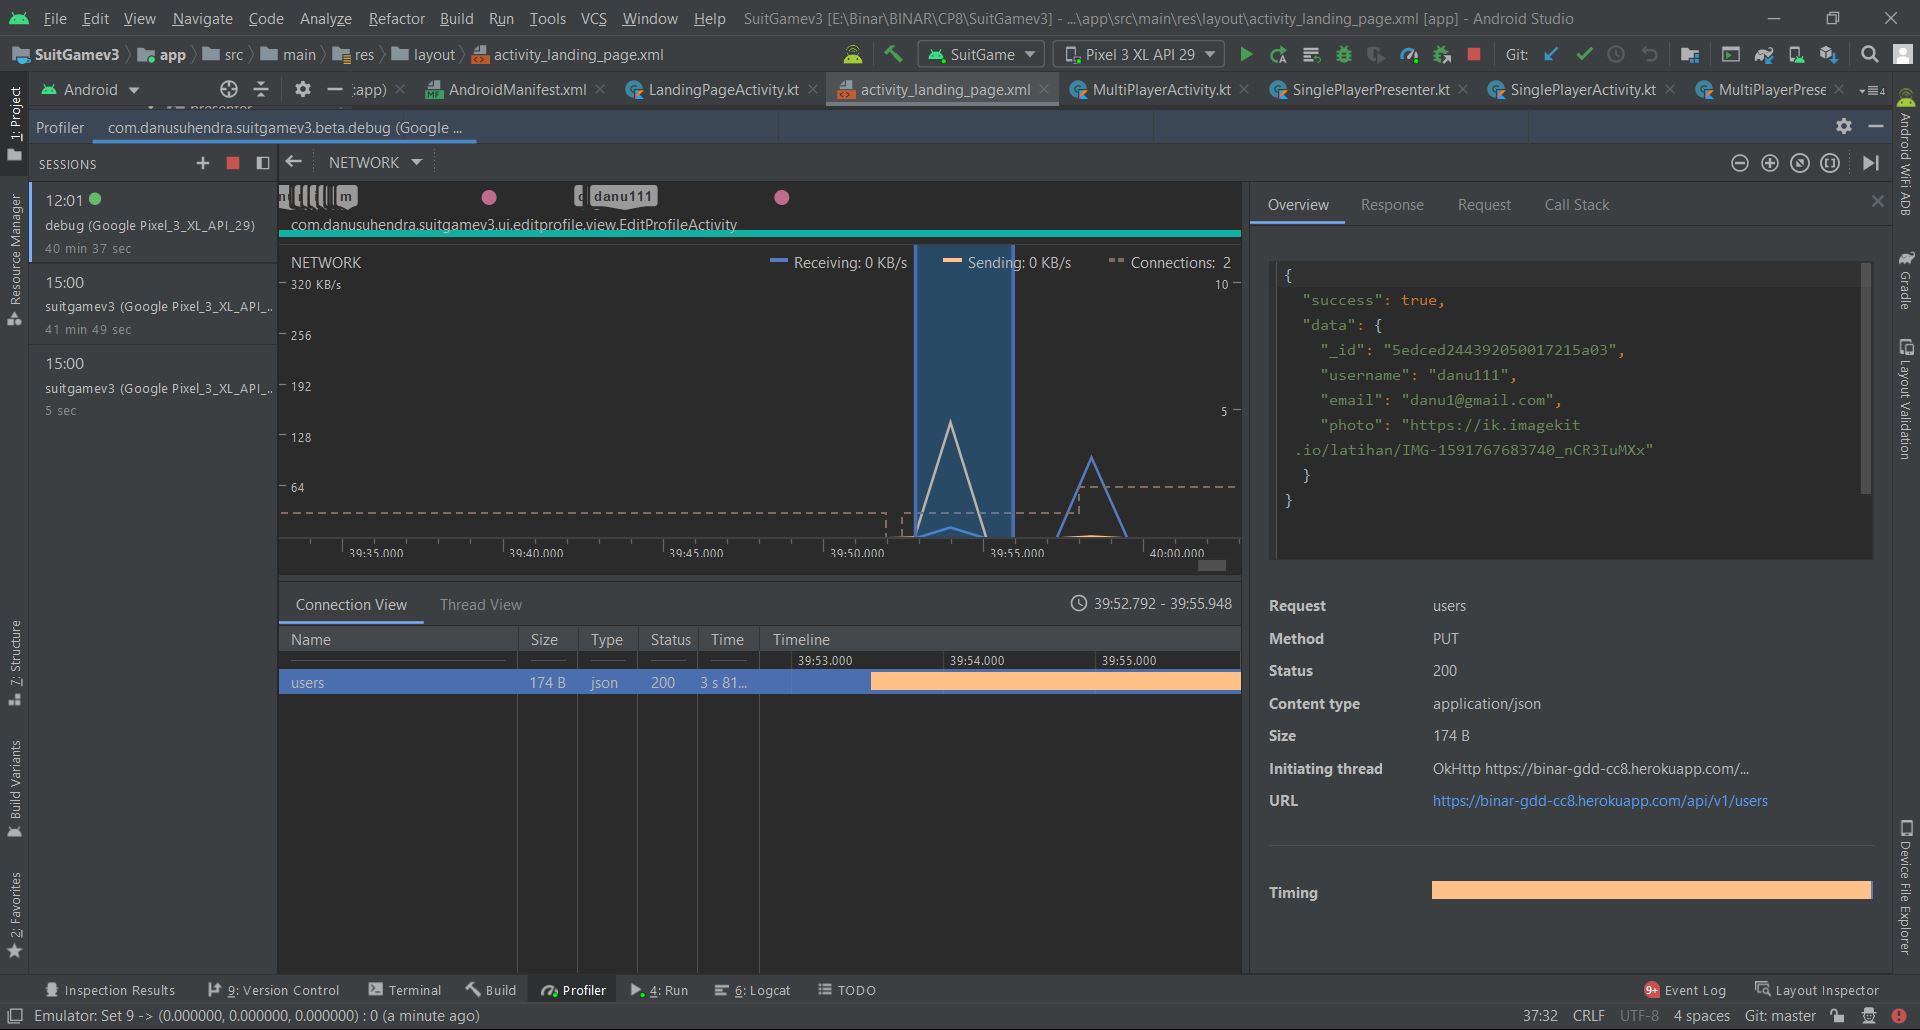 File Edit View Navigate Code Analyze Refactor Build Run Tools VCS Window Help SuitGamev3 [E:\Binar\BINAR\CP8\SuitGamev3] - ...\app\src\main\res\layout\activity_landing_page.xml [app] - Android Studio
SuitGamev3 app src main res layout activity_landing_page.xml SuitGame Pixel 3 XL API 29 Git:
Android :app) AndroidManifest.xml LandingPageActivity.kt activity_landing_page.xml MultiPlayerActivity.kt SinglePlayerPresenter.kt SinglePlayerActivity.kt MultiPlayerPrese 4
presenter
Profiler com.danusuhendra.suitgamev3.beta.debug (Google ...
SESSIONS NETWORK
12:01
debug (Google Pixel_3_XL_API_29)
40 min 37 sec
15:00
suitgamev3 (Google Pixel_3_XL_API_..
41 min 49 sec
15:00
suitgamev3 (Google Pixel_3_XL_API_..
5 sec
m danu111
com.danusuhendra.suitgamev3.ui.editprofile.view.EditProfileActivity
NETWORK Receiving: 0 KB/s Sending: 0 KB/s Connections: 2
320 KB/s 10
256
192
5
128
64
39:35.000 39:40.000 39:45.000 39:50.000 39:55.000 40:00.000
Connection View Thread View 39:52.792 - 39:55.948
Name Size Type Status Time Timeline
39:53.000 39:54.000 39:55.000
users 174 B json 200 3 s 81...
Overview Response Request Call Stack
{
"success": true,
"data": {
"_id": "5edced244392050017215a03",
"username": "danu111",
"email": "danu1@gmail.com",
"photo": "https://ik.imagekit
.io/latihan/IMG-1591767683740_nCR3IuMXx"
}
}
Request users
Method PUT
Status 200
Content type application/json
Size 174 B
Initiating thread OkHttp https://binar-gdd-cc8.herokuapp.com/...
URL https://binar-gdd-cc8.herokuapp.com/api/v1/users
Timing
1: Project
Resource Manager
7: Structure
Build Variants
2: Favorites
Android WiFi ADB
Gradle
Layout Validation
Device File Explorer
Inspection Results 9: Version Control Terminal Build Profiler 4: Run 6: Logcat TODO 9+ Event Log Layout Inspector
Emulator: Set 9 -> (0.000000, 0.000000, 0.000000) : 0 (a minute ago) 37:32 CRLF UTF-8 4 spaces Git: master